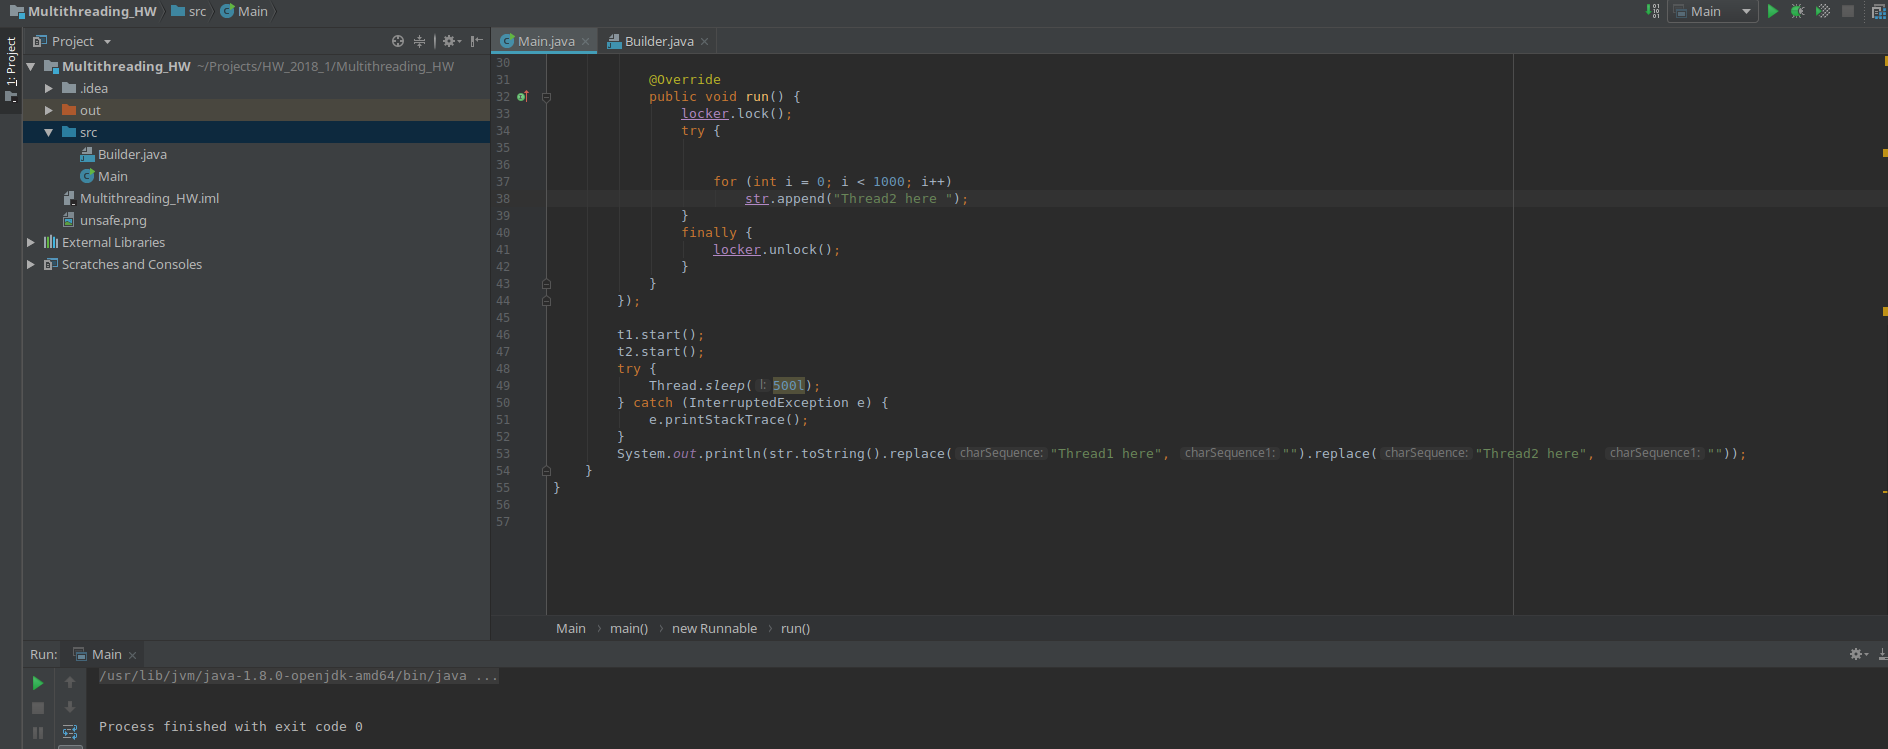 Multithreading_HW src Main
Main
1: Project
Project
Main.java
Builder.java
Multithreading_HW ~/Projects/HW_2018_1/Multithreading_HW
.idea
out
src
Builder.java
Main
Multithreading_HW.iml
unsafe.png
External Libraries
Scratches and Consoles
30
31 @Override
32 public void run() {
33 locker.lock();
34 try {
35
36
37 for (int i = 0; i < 1000; i++)
38 str.append("Thread2 here ");
39 }
40 finally {
41 locker.unlock();
42 }
43 }
44 });
45
46 t1.start();
47 t2.start();
48 try {
49 Thread.sleep( l: 500l);
50 } catch (InterruptedException e) {
51 e.printStackTrace();
52 }
53 System.out.println(str.toString().replace( charSequence: "Thread1 here", charSequence1: "").replace( charSequence: "Thread2 here", charSequence1: ""));
54 }
55 }
56
57
Main main() new Runnable run()
Run: Main
/usr/lib/jvm/java-1.8.0-openjdk-amd64/bin/java ...
Process finished with exit code 0